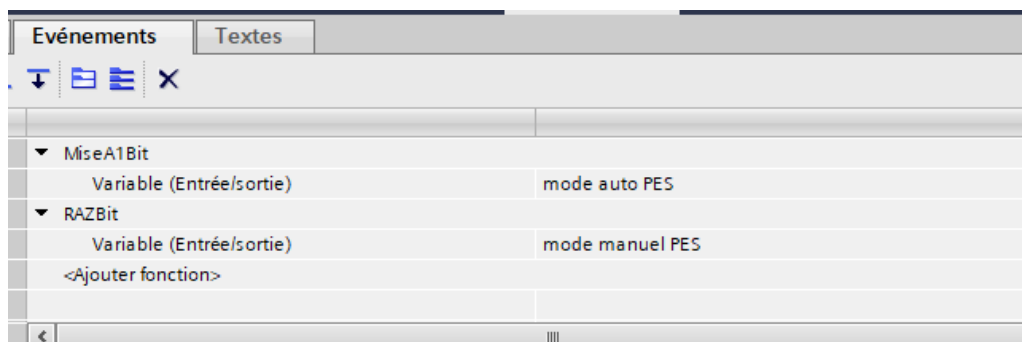 Evénements Textes
MiseA1Bit
Variable (Entrée/sortie) mode auto PES
RAZBit
Variable (Entrée/sortie) mode manuel PES
<Ajouter fonction>